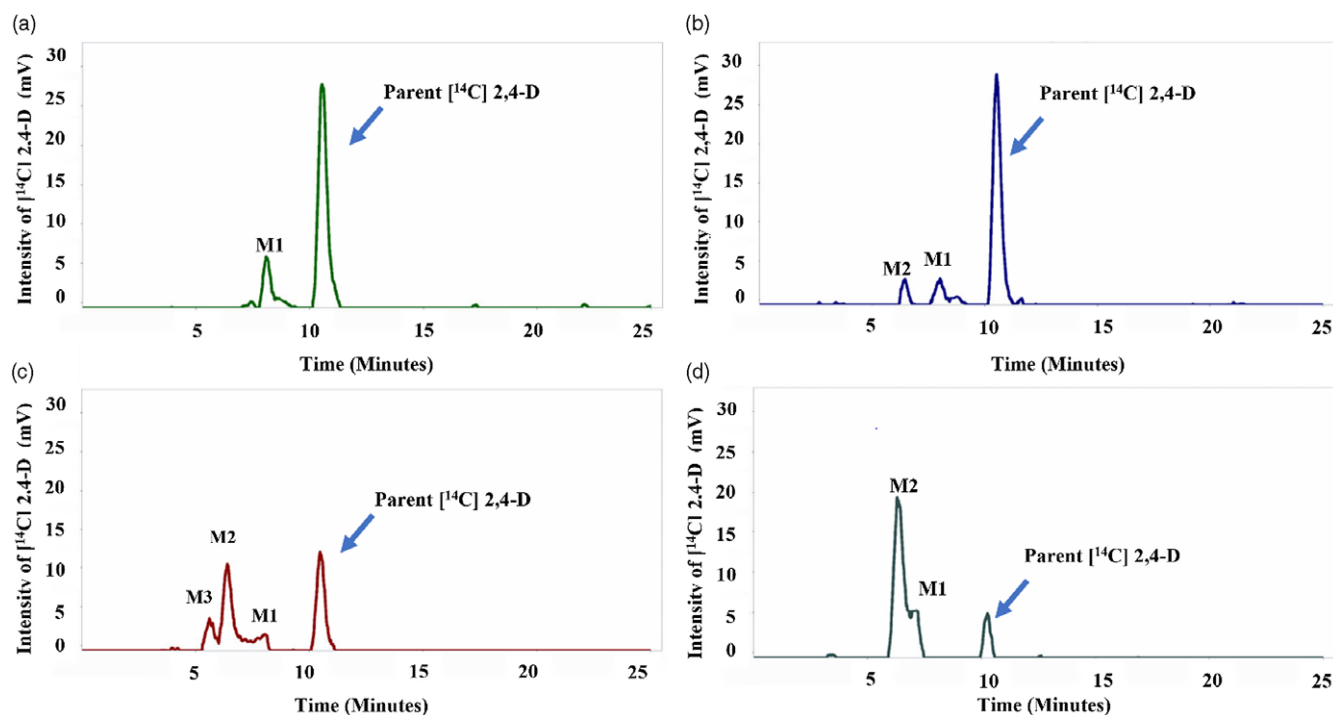 (a)
30
25
20
15
10
5
0
Intensity of [¹⁴C] 2.4-D (mV)
Parent [¹⁴C] 2,4-D
M1
5 10 15 20 25
Time (Minutes)
(b)
30
25
20
15
10
5
0
Intensity of [¹⁴C] 2,4-D (mV)
Parent [¹⁴C] 2,4-D
M2 M1
5 10 15 20 25
Time (Minutes)
(c)
30
25
20
15
10
5
0
Intensity of [¹⁴C] 2.4-D (mV)
Parent [¹⁴C] 2,4-D
M2
M3 M1
5 10 15 20 25
Time (Minutes)
(d)
30
25
20
15
10
5
0
Intensity of [¹⁴C] 2.4-D (mV)
M2
Parent [¹⁴C] 2,4-D
M1
5 10 15 20 25
Time (Minutes)